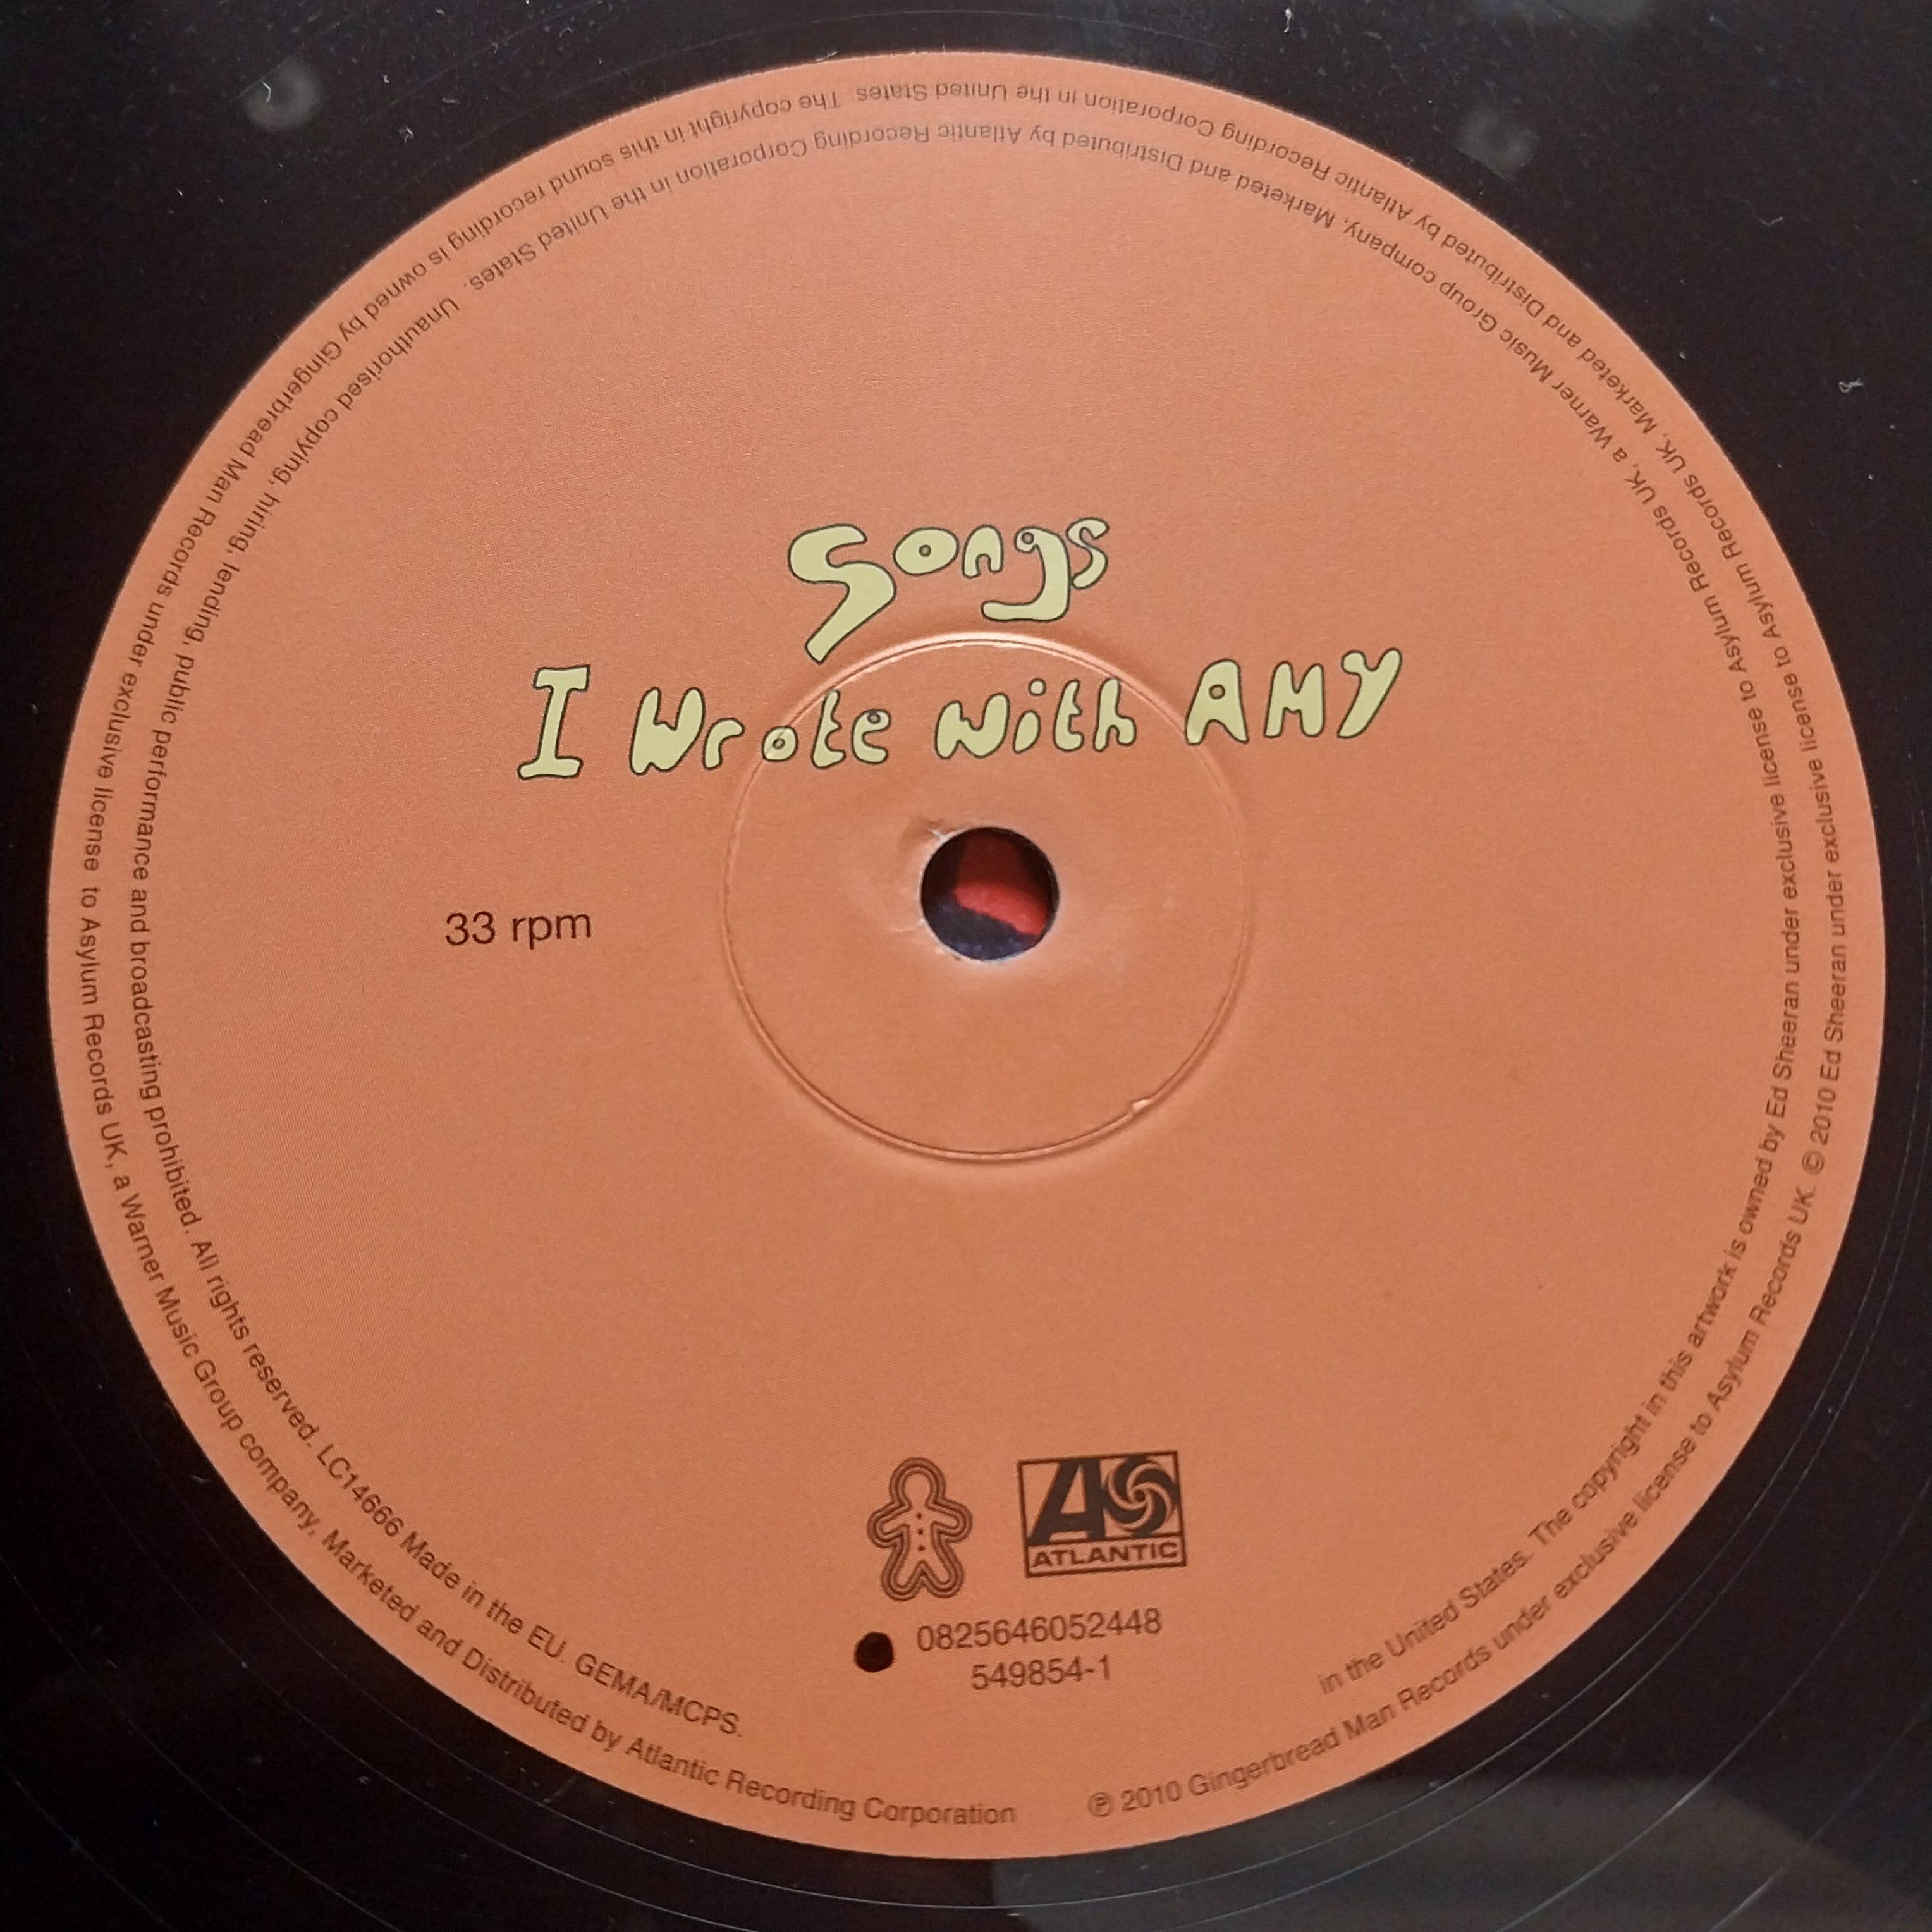 Songs
I Wrote with AMY
33 rpm
ATLANTIC
0825646052448
549854-1
℗ 2010 Gingerbread Man Records under exclusive license to Asylum Records UK. © 2010 Ed Sheeran under exclusive license to Asylum Records UK, Marketed and Distributed by Atlantic Recording Corporation in the United States. The copyright in this sound recording is owned by Gingerbread Man Records under exclusive license to Asylum Records UK, a Warner Music Group company, Marketed and Distributed by Atlantic Recording Corporation
in the United States. The copyright in this artwork is owned by Ed Sheeran under exclusive license to Asylum Records UK, a Warner Music Group company, Marketed and Distributed by Atlantic Recording Corporation in the United States. Unauthorised copying, hiring, lending, public performance and broadcasting prohibited. All rights reserved. LC14666 Made in the EU. GEMA/MCPS.